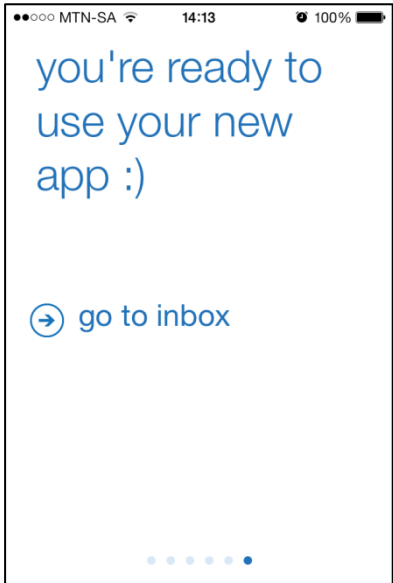 MTN-SA 14:13 100%
you're ready to
use your new
app :)
go to inbox